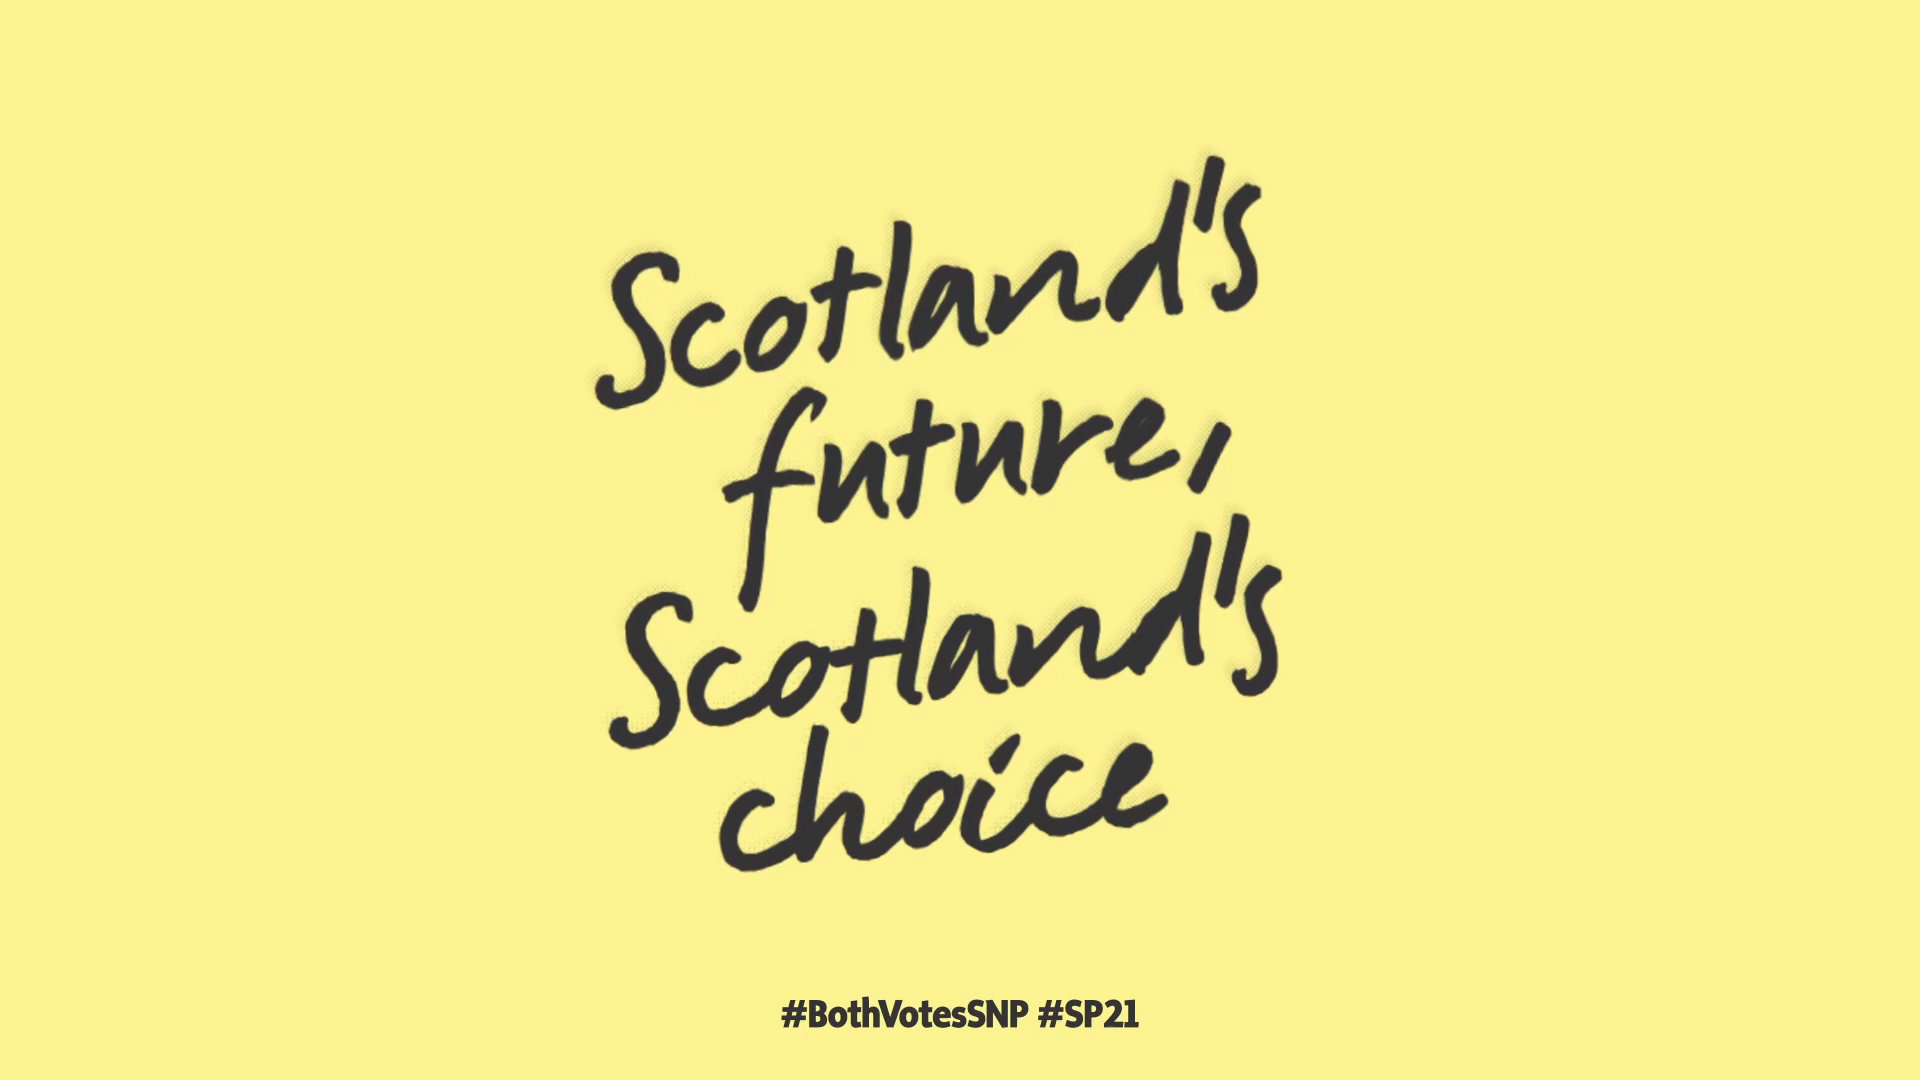 Scotland's
future,
Scotland's
choice
#BothVotesSNP #SP21